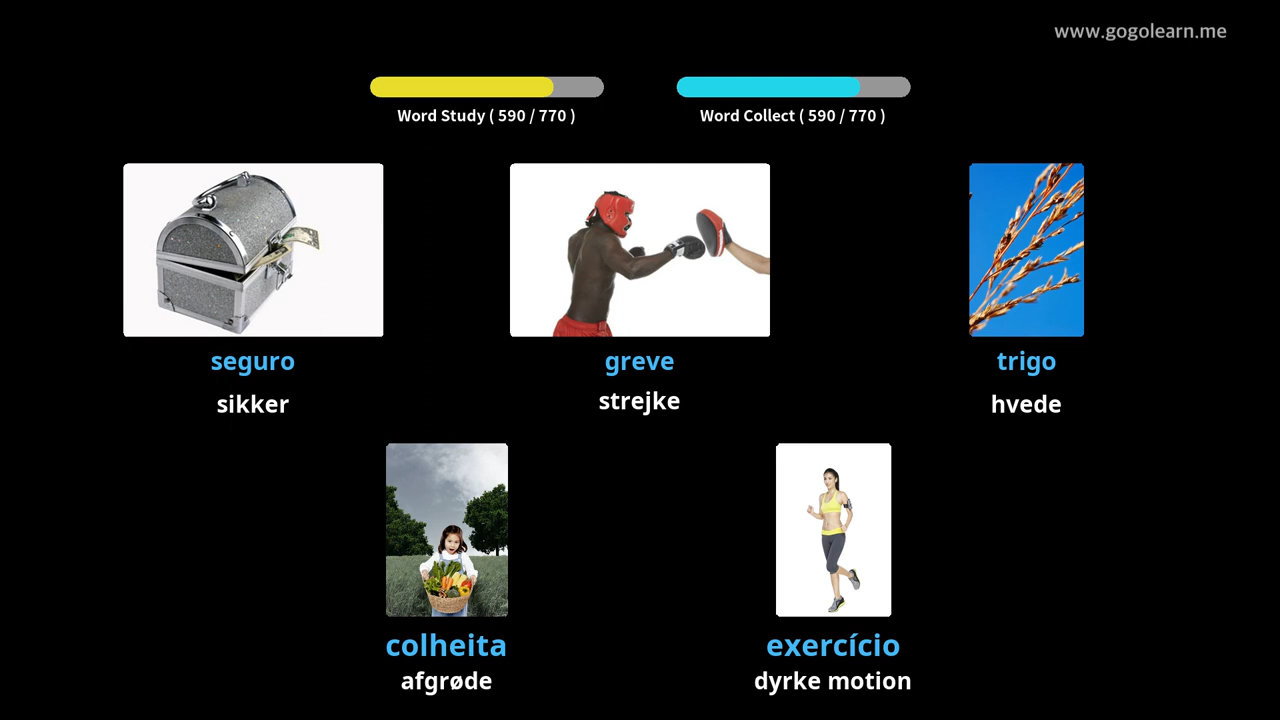 www.gogolearn.me
Word Study ( 590 / 770 )
Word Collect ( 590 / 770 )
seguro
sikker
greve
strejke
trigo
hvede
colheita
afgrøde
exercício
dyrke motion